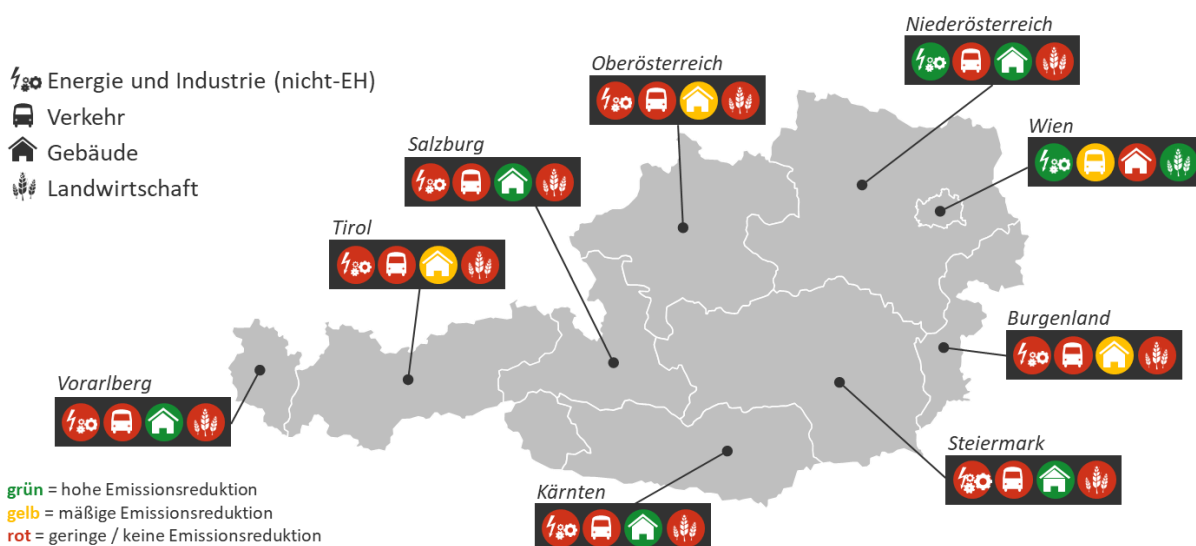 Energie und Industrie (nicht-EH)
Verkehr
Gebäude
Landwirtschaft
Niederösterreich
Oberösterreich
Wien
Salzburg
Tirol
Burgenland
Vorarlberg
Steiermark
Kärnten
grün = hohe Emissionsreduktion
gelb = mäßige Emissionsreduktion
rot = geringe / keine Emissionsreduktion